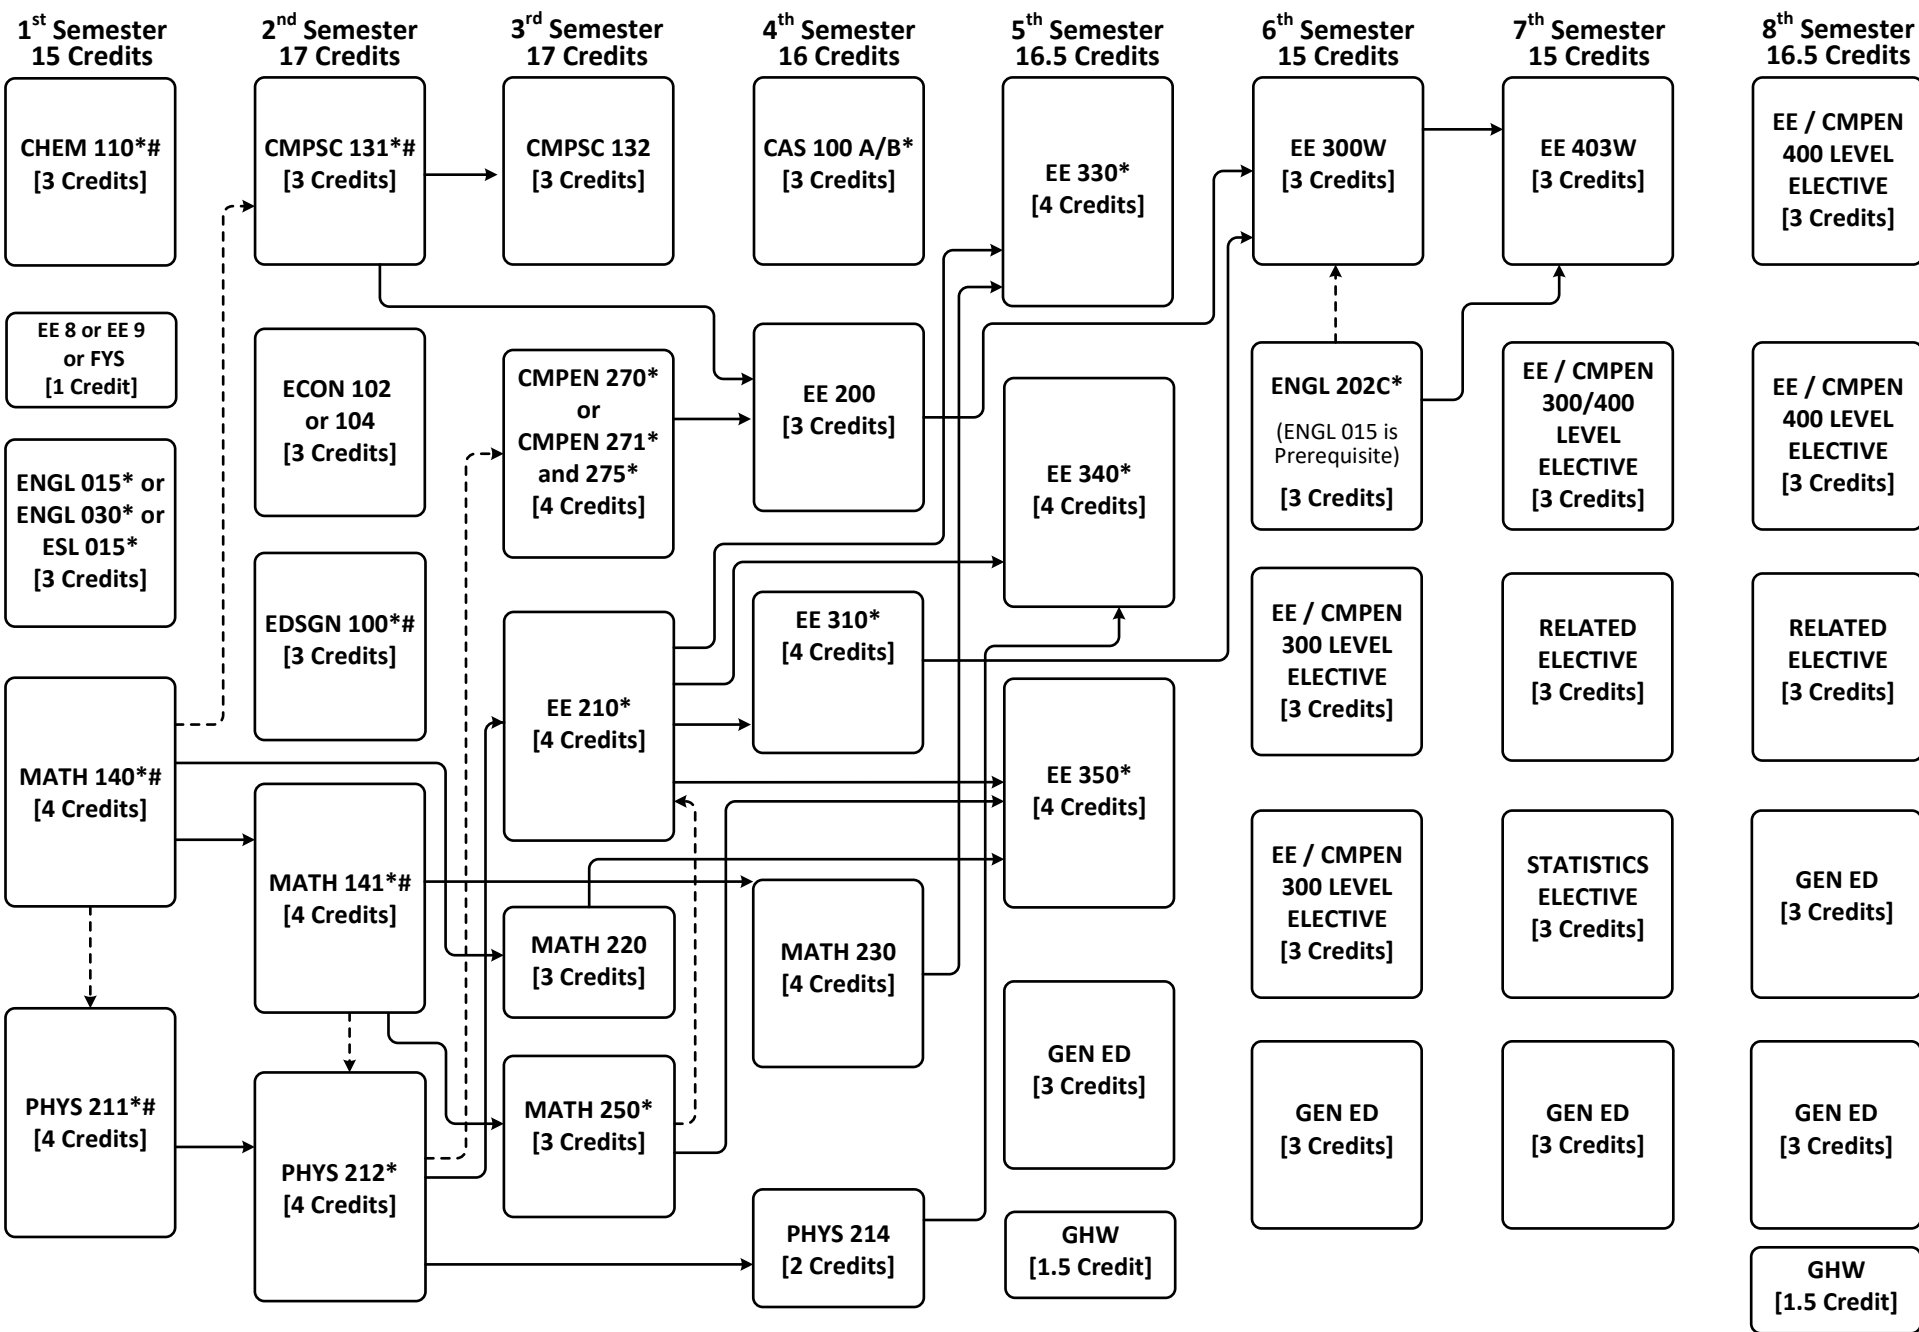 1st Semester
15 Credits
CHEM 110*#
[3 Credits]
EE 8 or EE 9
or FYS
[1 Credit]
ENGL 015* or
ENGL 030* or
ESL 015*
[3 Credits]
MATH 140*#
[4 Credits]
PHYS 211*#
[4 Credits]
2nd Semester
17 Credits
CMPSC 131*#
[3 Credits]
ECON 102
or 104
[3 Credits]
EDSGN 100*#
[3 Credits]
MATH 141*#
[4 Credits]
PHYS 212*
[4 Credits]
3rd Semester
17 Credits
CMPSC 132
[3 Credits]
CMPEN 270*
or
CMPEN 271*
and 275*
[4 Credits]
EE 210*
[4 Credits]
MATH 220
[3 Credits]
MATH 250*
[3 Credits]
4th Semester
16 Credits
CAS 100 A/B*
[3 Credits]
EE 200
[3 Credits]
EE 310*
[4 Credits]
MATH 230
[4 Credits]
PHYS 214
[2 Credits]
5th Semester
16.5 Credits
EE 330*
[4 Credits]
EE 340*
[4 Credits]
EE 350*
[4 Credits]
GEN ED
[3 Credits]
GHW
[1.5 Credit]
6th Semester
15 Credits
EE 300W
[3 Credits]
ENGL 202C*
(ENGL 015 is
Prerequisite)
[3 Credits]
EE / CMPEN
300 LEVEL
ELECTIVE
[3 Credits]
EE / CMPEN
300 LEVEL
ELECTIVE
[3 Credits]
GEN ED
[3 Credits]
7th Semester
15 Credits
EE 403W
[3 Credits]
EE / CMPEN
300/400
LEVEL
ELECTIVE
[3 Credits]
RELATED
ELECTIVE
[3 Credits]
STATISTICS
ELECTIVE
[3 Credits]
GEN ED
[3 Credits]
8th Semester
16.5 Credits
EE / CMPEN
400 LEVEL
ELECTIVE
[3 Credits]
EE / CMPEN
400 LEVEL
ELECTIVE
[3 Credits]
RELATED
ELECTIVE
[3 Credits]
GEN ED
[3 Credits]
GEN ED
[3 Credits]
GHW
[1.5 Credit]